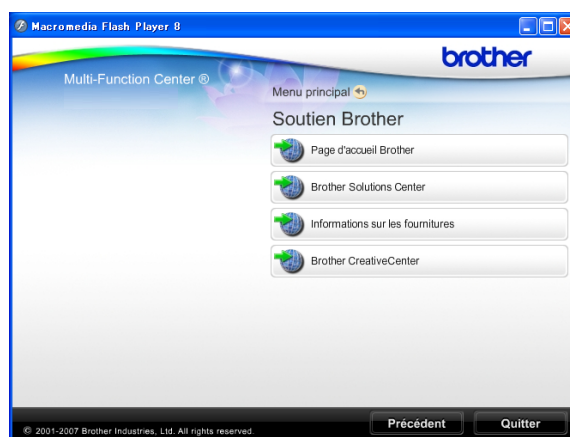 Macromedia Flash Player 8
brother
Multi-Function Center ®
Menu principal
Soutien Brother
Page d'accueil Brother
Brother Solutions Center
Informations sur les fournitures
Brother CreativeCenter
© 2001-2007 Brother Industries, Ltd. All rights reserved.
Précédent
Quitter